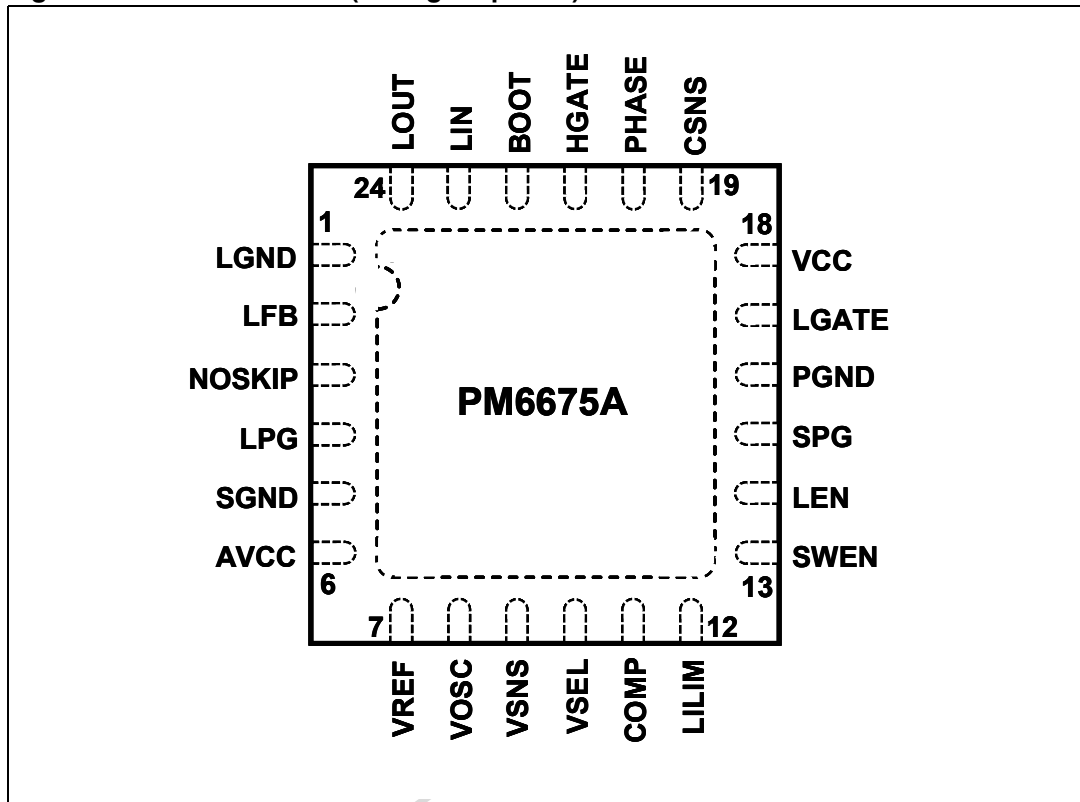 LOUT
LIN
BOOT
HGATE
PHASE
CSNS
24
19
1
18
LGND
VCC
LFB
LGATE
NOSKIP
PGND
PM6675A
LPG
SPG
SGND
LEN
AVCC
SWEN
6
13
7
12
VREF
VOSC
VSNS
VSEL
COMP
LILIM